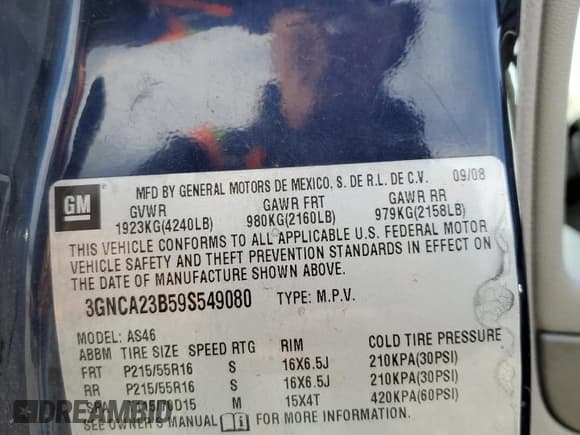 GM
MFD BY GENERAL MOTORS DE MEXICO, S. DE R.L. DE C.V. 09/08
GVWR GAWR FRT GAWR RR
1923KG(4240LB) 980KG(2160LB) 979KG(2158LB)
THIS VEHICLE CONFORMS TO ALL APPLICABLE U.S. FEDERAL MOTOR
VEHICLE SAFETY AND THEFT PREVENTION STANDARDS IN EFFECT ON
THE DATE OF MANUFACTURE SHOWN ABOVE.
3GNCA23B59S549080 TYPE: M.P.V.
MODEL: AS46
ABBM TIRE SIZE SPEED RTG RIM COLD TIRE PRESSURE
FRT P215/55R16 S 16X6.5J 210KPA(30PSI)
RR P215/55R16 S 16X6.5J 210KPA(30PSI)
M 15X4T 420KPA(60PSI)
SEE OWNER'S MANUAL FOR MORE INFORMATION.
DREAMBID